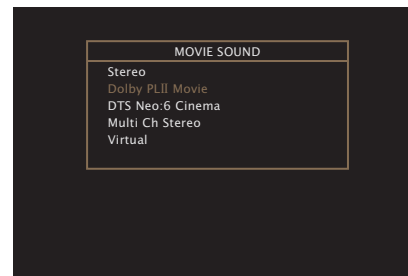 MOVIE SOUND
Stereo
Dolby PLII Movie
DTS Neo:6 Cinema
Multi Ch Stereo
Virtual